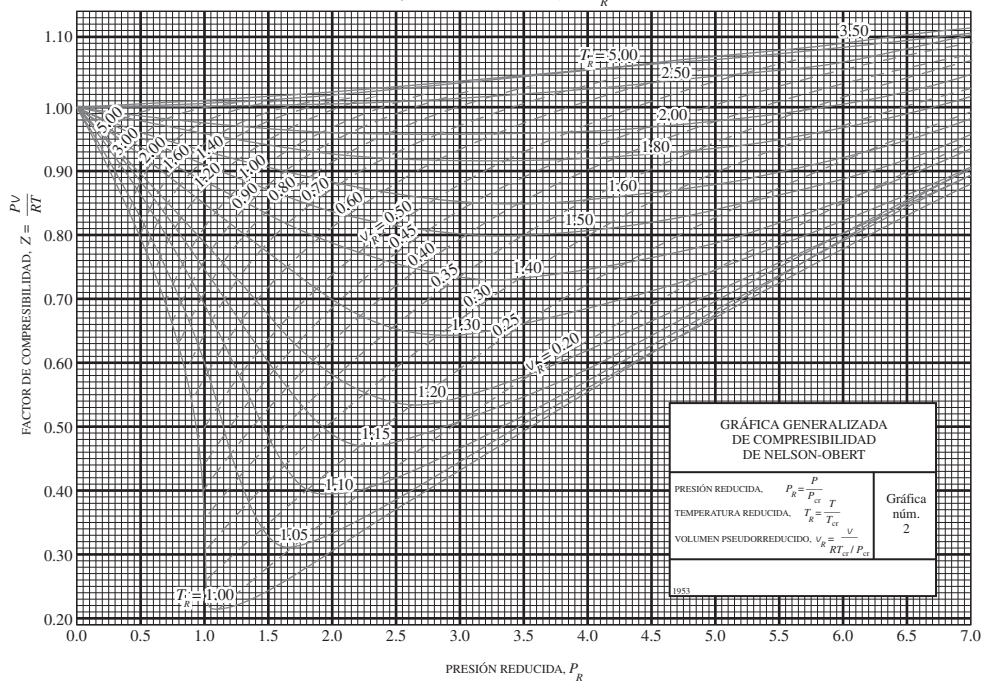 R
1.10
1.00
0.90
0.80
0.70
0.60
0.50
0.40
0.30
0.20
FACTOR DE COMPRESIBILIDAD, Z = Pv / RT
T_R = 5.00
3.50
2.50
2.00
1.80
1.60
1.50
1.40
1.30
1.20
1.15
1.10
1.05
T_R = 1.00
5.00
3.00
2.00
1.60
1.40
1.20
1.00
0.90
0.80
0.70
0.60
v_R = 0.50
0.45
0.40
0.35
0.30
0.25
v_R = 0.20
GRÁFICA GENERALIZADA
DE COMPRESIBILIDAD
DE NELSON-OBERT
PRESIÓN REDUCIDA, P_R = P / P_cr
TEMPERATURA REDUCIDA, T_R = T / T_cr
VOLUMEN PSEUDORREDUCIDO, v_R = v / RT_cr / P_cr
Gráfica
núm.
2
1953
0.0 0.5 1.0 1.5 2.0 2.5 3.0 3.5 4.0 4.5 5.0 5.5 6.0 6.5 7.0
PRESIÓN REDUCIDA, P_R